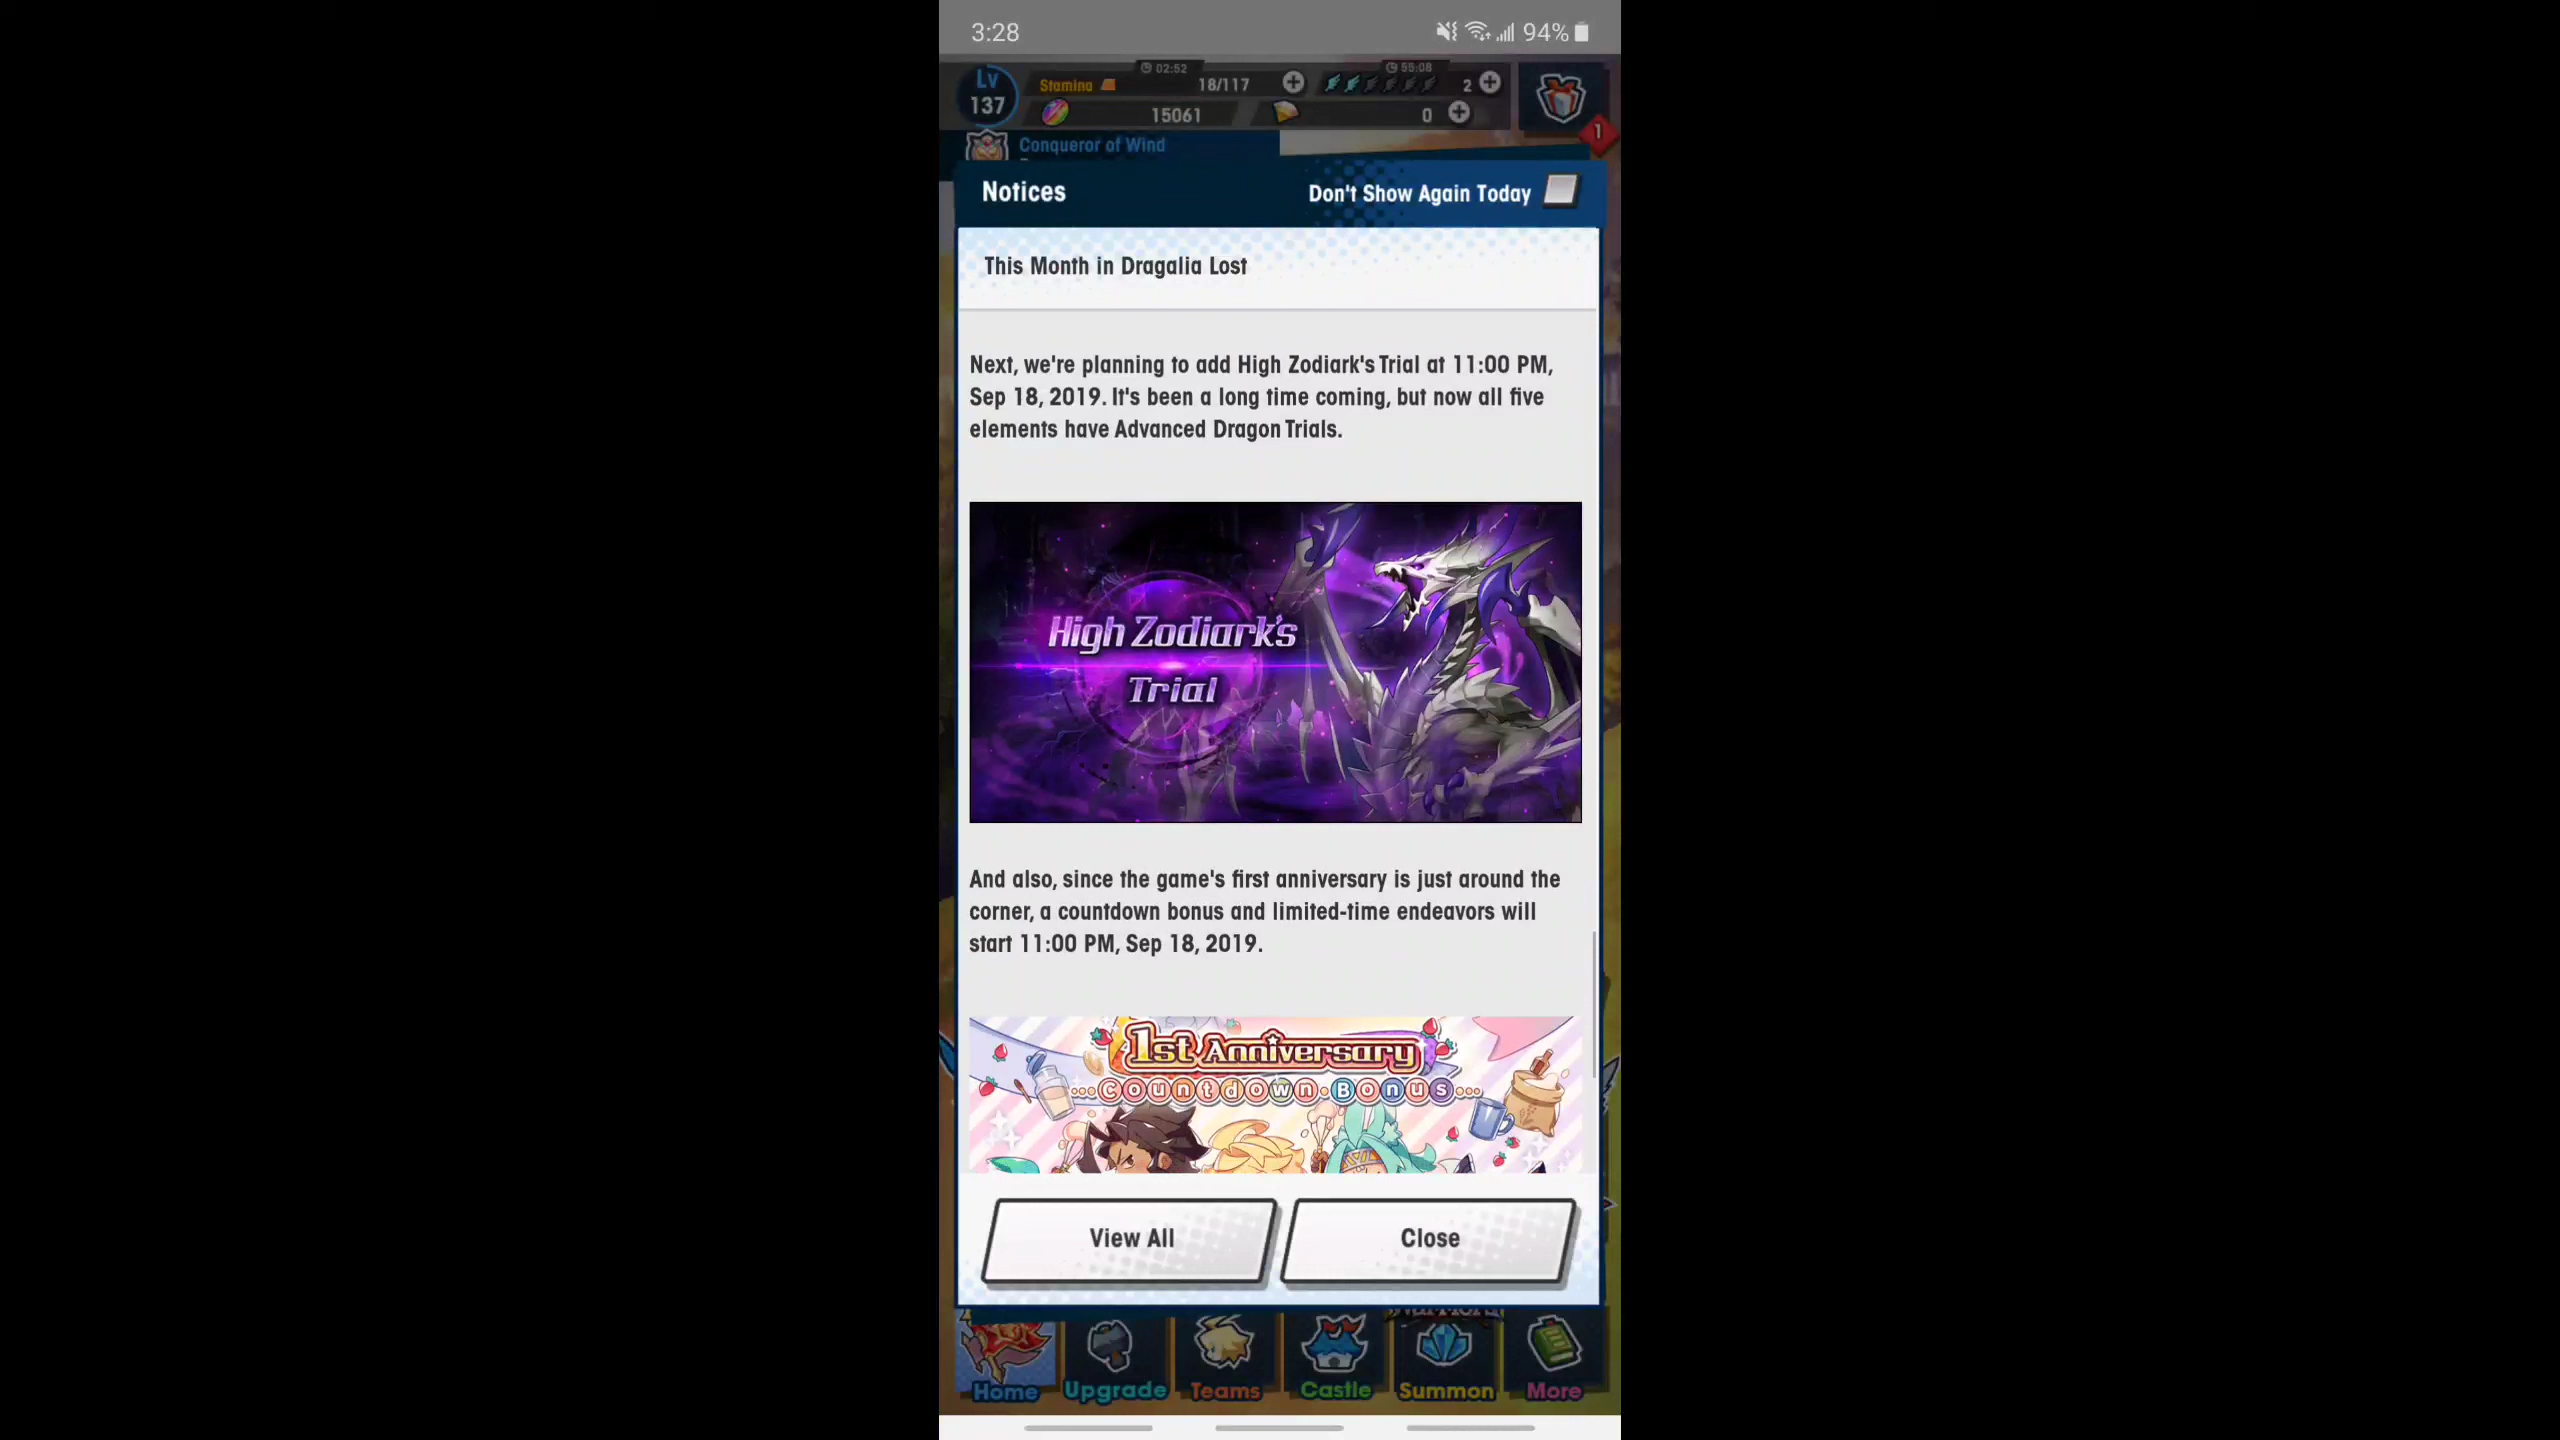 3:28
94%
Lv
137
Stamina
02:52
18/117
55:08
2
15061
0
1
Conqueror of Wind
Notices
Don't Show Again Today
This Month in Dragalia Lost
Next, we're planning to add High Zodiark's Trial at 11:00 PM,
Sep 18, 2019. It's been a long time coming, but now all five
elements have Advanced Dragon Trials.
High Zodiark's
Trial
And also, since the game's first anniversary is just around the
corner, a countdown bonus and limited-time endeavors will
start 11:00 PM, Sep 18, 2019.
1st Anniversary
Countdown Bonus
View All
Close
Home
Upgrade
Teams
Castle
Summon
More